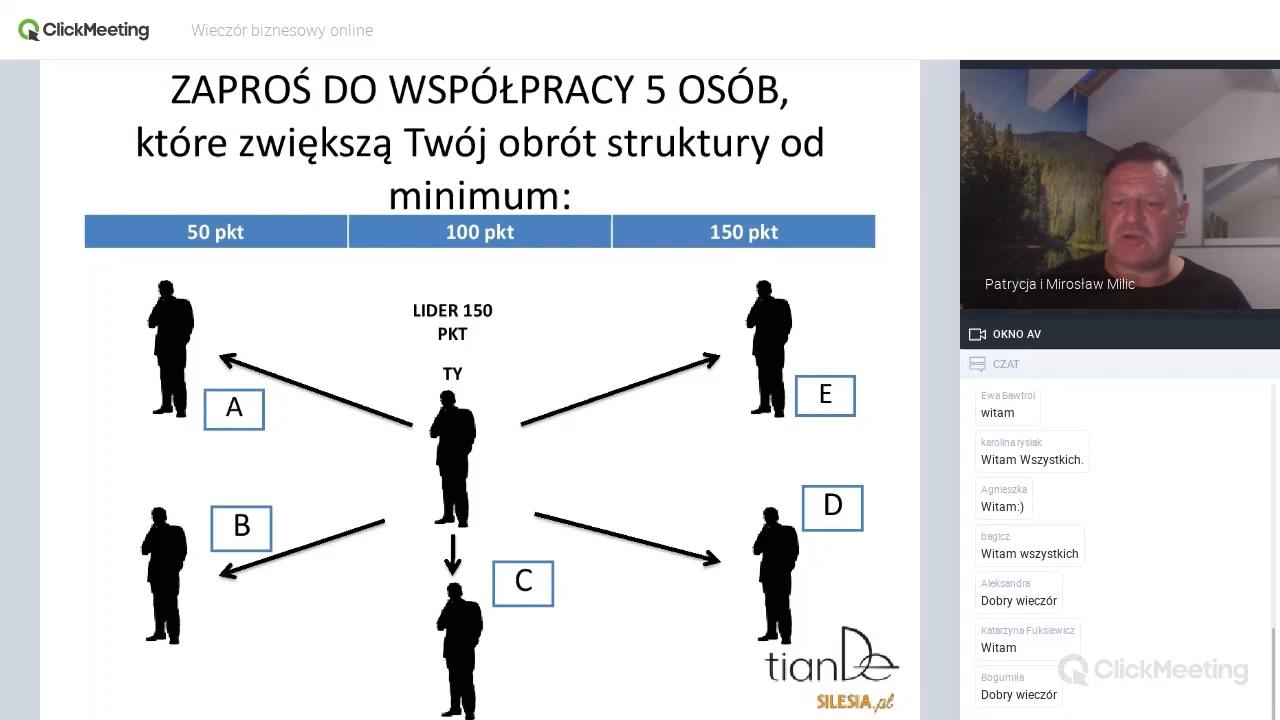 ClickMeeting
Wieczór biznesowy online
ZAPROŚ DO WSPÓŁPRACY 5 OSÓB,
które zwiększą Twój obrót struktury od
minimum:
50 pkt
100 pkt
150 pkt
LIDER 150
PKT
TY
A
E
B
D
C
tianDe
SILESIA.pl
Patrycja i Mirosław Milic
OKNO AV
CZAT
Ewa Bawtrol
witam
karolina rysiak
Witam Wszystkich.
Agnieszka
Witam:)
bagicz
Witam wszystkich
Aleksandra
Dobry wieczór
Katarzyna Fuksiewicz
Witam
Bogumiła
Dobry wieczór
ClickMeeting